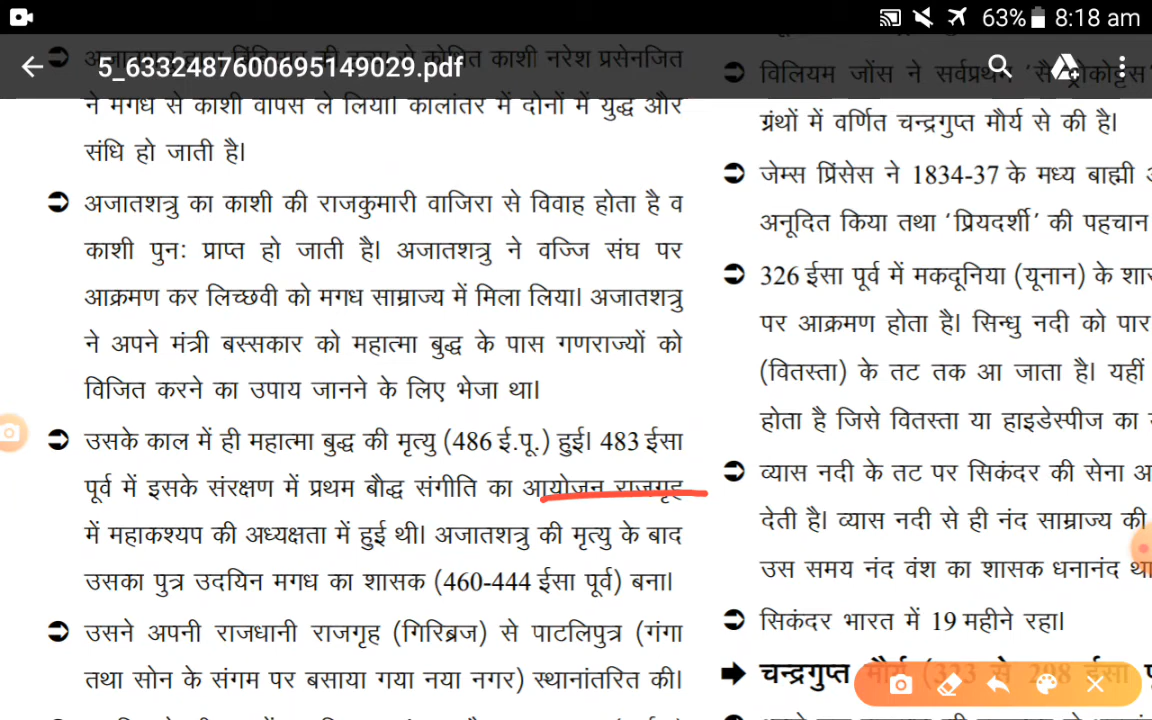 63% 8:18 am
5_6332487600695149029.pdf
काशी नरेश प्रसेनजित
ने मगध से काशी वापस ले लिया। कालांतर में दोनों में युद्ध और
संधि हो जाती है।
➲ अजातशत्रु का काशी की राजकुमारी वाजिरा से विवाह होता है व
काशी पुनः प्राप्त हो जाती है। अजातशत्रु ने वज्जि संघ पर
आक्रमण कर लिच्छवी को मगध साम्राज्य में मिला लिया। अजातशत्रु
ने अपने मंत्री बस्सकार को महात्मा बुद्ध के पास गणराज्यों को
विजित करने का उपाय जानने के लिए भेजा था।
➲ उसके काल में ही महात्मा बुद्ध की मृत्यु (486 ई.पू.) हुई। 483 ईसा
पूर्व में इसके संरक्षण में प्रथम बौद्ध संगीति का आयोजन राजगृह
में महाकश्यप की अध्यक्षता में हुई थी। अजातशत्रु की मृत्यु के बाद
उसका पुत्र उदयिन मगध का शासक (460-444 ईसा पूर्व) बना।
➲ उसने अपनी राजधानी राजगृह (गिरिब्रज) से पाटलिपुत्र (गंगा
तथा सोन के संगम पर बसाया गया नया नगर) स्थानांतरित की।
➲ विलियम जोंस ने सर्वप्रथम
ग्रंथों में वर्णित चन्द्रगुप्त मौर्य से की है।
➲ जेम्स प्रिंसेस ने 1834-37 के मध्य बाह्मी
अनूदित किया तथा 'प्रियदर्शी' की पहचान
➲ 326 ईसा पूर्व में मकदूनिया (यूनान) के
पर आक्रमण होता है। सिन्धु नदी को पार
(वितस्ता) के तट तक आ जाता है। यहीं
होता है जिसे वितस्ता या हाइडेस्पीज का
➲ व्यास नदी के तट पर सिकंदर की सेना
देती है। व्यास नदी से ही नंद साम्राज्य की
उस समय नंद वंश का शासक धनानंद
➲ सिकंदर भारत में 19 महीने रहा।
➡ चन्द्रगुप्त मौर्य (323 से 298 ईसा